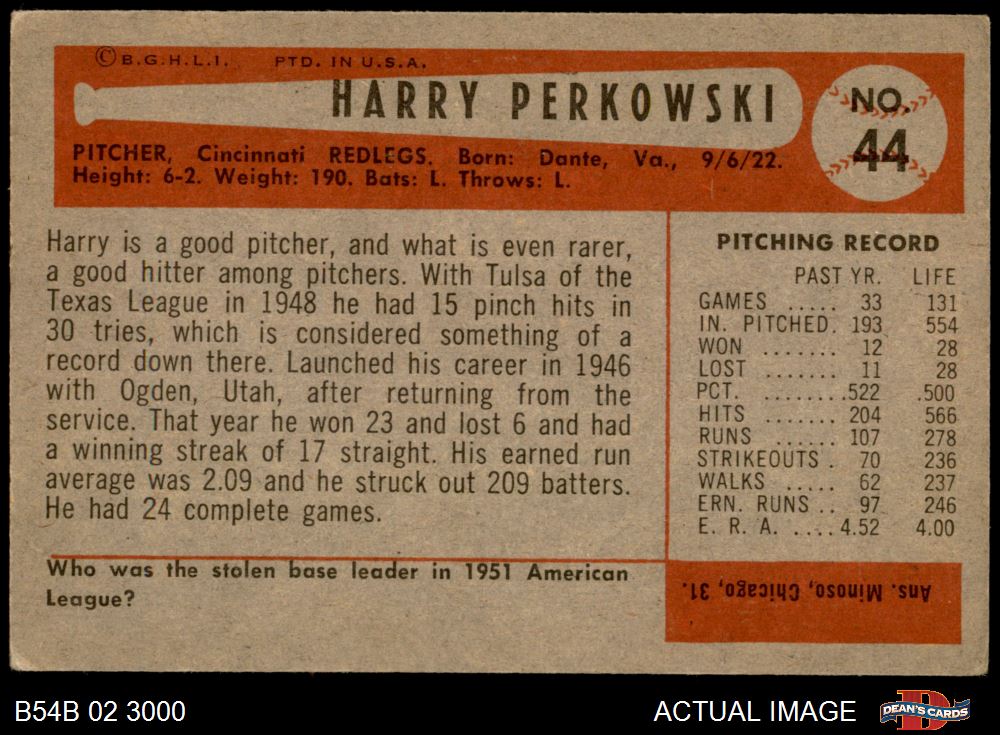 © B.G.H.L.I. PTD. IN U.S.A.
HARRY PERKOWSKI
NO.
44
PITCHER, Cincinnati REDLEGS. Born: Dante, Va., 9/6/22.
Height: 6-2. Weight: 190. Bats: L. Throws: L.
Harry is a good pitcher, and what is even rarer,
a good hitter among pitchers. With Tulsa of the
Texas League in 1948 he had 15 pinch hits in
30 tries, which is considered something of a
record down there. Launched his career in 1946
with Ogden, Utah, after returning from the
service. That year he won 23 and lost 6 and had
a winning streak of 17 straight. His earned run
average was 2.09 and he struck out 209 batters.
He had 24 complete games.
PITCHING RECORD
PAST YR. LIFE
GAMES ..... 33 131
IN. PITCHED. 193 554
WON ....... 12 28
LOST ....... 11 28
PCT. ........522 .500
HITS ....... 204 566
RUNS ...... 107 278
STRIKEOUTS . 70 236
WALKS ..... 62 237
ERN. RUNS .. 97 246
E. R. A. ....4.52 4.00
Who was the stolen base leader in 1951 American
League?
Ans. Minoso, Chicago, 31.
B54B 02 3000
ACTUAL IMAGE
D
DEAN'S CARDS